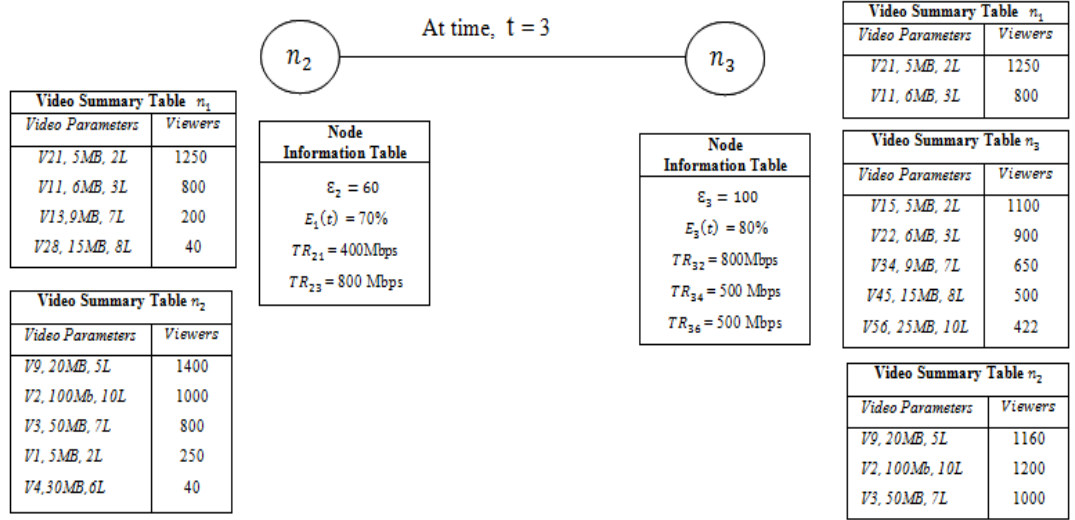 At time, t = 3
n₂
n₃
Video Summary Table n₁
Video Parameters Viewers
V21, 5MB, 2L 1250
V11, 6MB, 3L 800
V13,9MB, 7L 200
V28, 15MB, 8L 40
Video Summary Table n₂
Video Parameters Viewers
V9, 20MB, 5L 1400
V2, 100Mb, 10L 1000
V3, 50MB, 7L 800
V1, 5MB, 2L 250
V4,30MB,6L 40
Node
Information Table
Ɛ₂ = 60
E₁(t) = 70%
TR₂₁ = 400Mbps
TR₂₃ = 800 Mbps
Node
Information Table
Ɛ₃ = 100
E₃(t) = 80%
TR₃₂ = 800Mbps
TR₃₄ = 500 Mbps
TR₃₆ = 500 Mbps
Video Summary Table n₁
Video Parameters Viewers
V21, 5MB, 2L 1250
V11, 6MB, 3L 800
Video Summary Table n₃
Video Parameters Viewers
V15, 5MB, 2L 1100
V22, 6MB, 3L 900
V34, 9MB, 7L 650
V45, 15MB, 8L 500
V56, 25MB, 10L 422
Video Summary Table n₂
Video Parameters Viewers
V9, 20MB, 5L 1160
V2, 100Mb, 10L 1200
V3, 50MB, 7L 1000